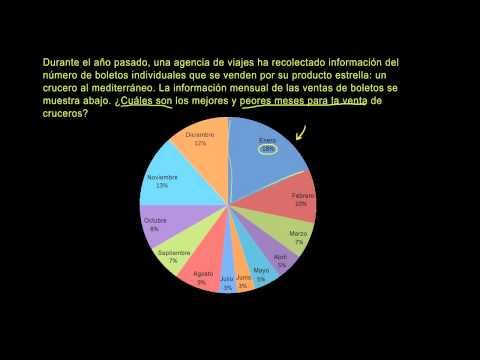 Durante el año pasado, una agencia de viajes ha recolectado información del
número de boletos individuales que se venden por su producto estrella: un
crucero al mediterráneo. La información mensual de las ventas de boletos se
muestra abajo. ¿Cuáles son los mejores y peores meses para la venta de
cruceros?
Enero
18%
Febrero
10%
Marzo
7%
Abril
5%
Mayo
5%
Junio
3%
Julio
3%
Agosto
9%
Septiembre
7%
Octubre
8%
Noviembre
13%
Diciembre
12%